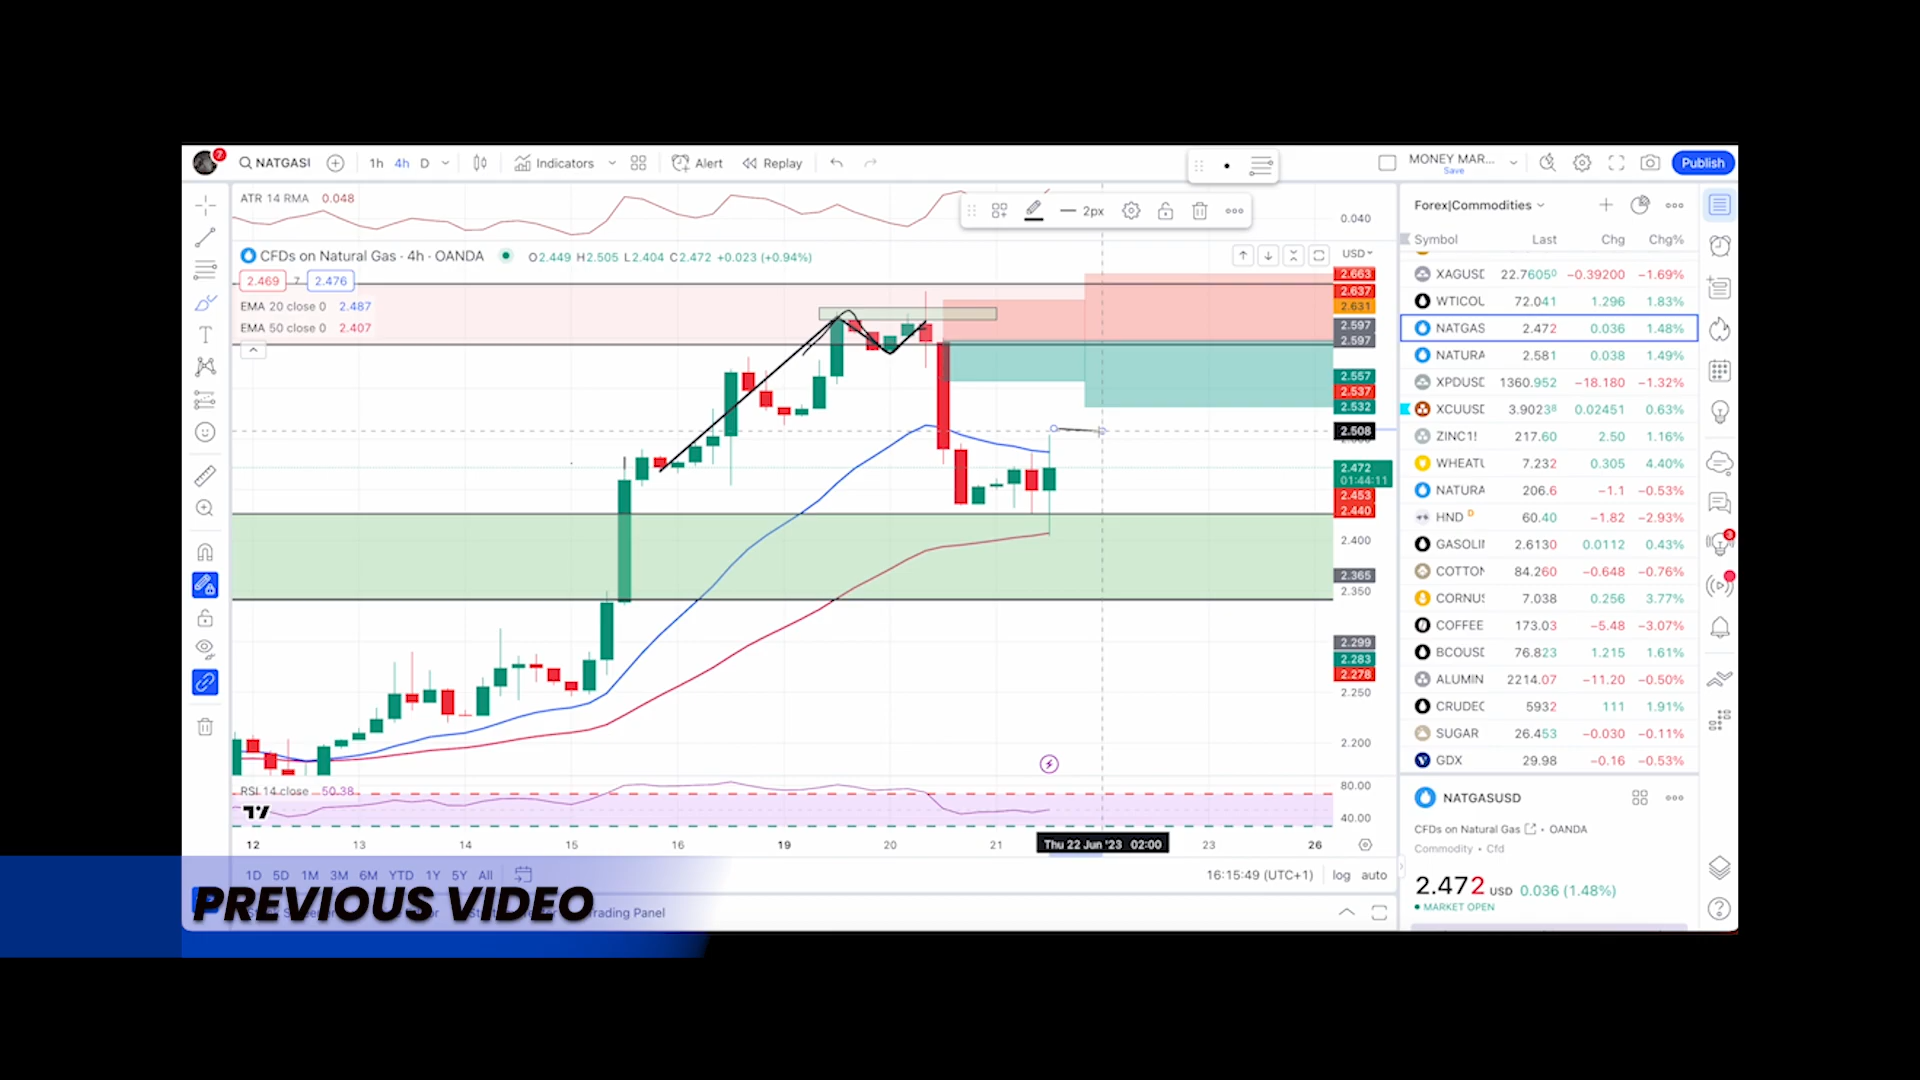 7
NATGASI
1h 4h D
Indicators
Alert
Replay
MONEY MAR...
Save
Publish
ATR 14 RMA 0.048
2px
0.040
CFDs on Natural Gas · 4h · OANDA
O2.449 H2.505 L2.404 C2.472 +0.023 (+0.94%)
USD
2.469 7 2.476
EMA 20 close 0 2.487
EMA 50 close 0 2.407
2.663
2.637
2.631
2.597
2.597
2.557
2.537
2.532
2.508
2.472
01:44:11
2.453
2.440
2.400
2.365
2.350
2.299
2.283
2.278
2.250
2.200
RSI 14 close 50.38
80.00
40.00
12 13 14 15 16 19 20 21 Thu 22 Jun '23 02:00 23 26
1D 5D 1M 3M 6M YTD 1Y 5Y All
16:15:49 (UTC+1) log auto
PREVIOUS VIDEO
Trading Panel
Forex|Commodities
Symbol Last Chg Chg%
XAGUSD 22.76050 −0.39200 −1.69%
WTICOU 72.041 1.296 1.83%
NATGAS 2.472 0.036 1.48%
NATURA 2.581 0.038 1.49%
XPDUSD 1360.952 −18.180 −1.32%
XCUUSD 3.90238 0.02451 0.63%
ZINC1! 217.60 2.50 1.16%
WHEATU 7.232 0.305 4.40%
NATURA 206.6 −1.1 −0.53%
HND D 60.40 −1.82 −2.93%
GASOLI 2.6130 0.0112 0.43%
COTTON 84.260 −0.648 −0.76%
CORNUS 7.038 0.256 3.77%
COFFEE 173.03 −5.48 −3.07%
BCOUSD 76.823 1.215 1.61%
ALUMIN 2214.07 −11.20 −0.50%
CRUDEO 5932 111 1.91%
SUGAR 26.453 −0.030 −0.11%
GDX 29.98 −0.16 −0.53%
NATGASUSD
CFDs on Natural Gas · OANDA
Commodity · Cfd
2.472 USD 0.036 (1.48%)
MARKET OPEN
3